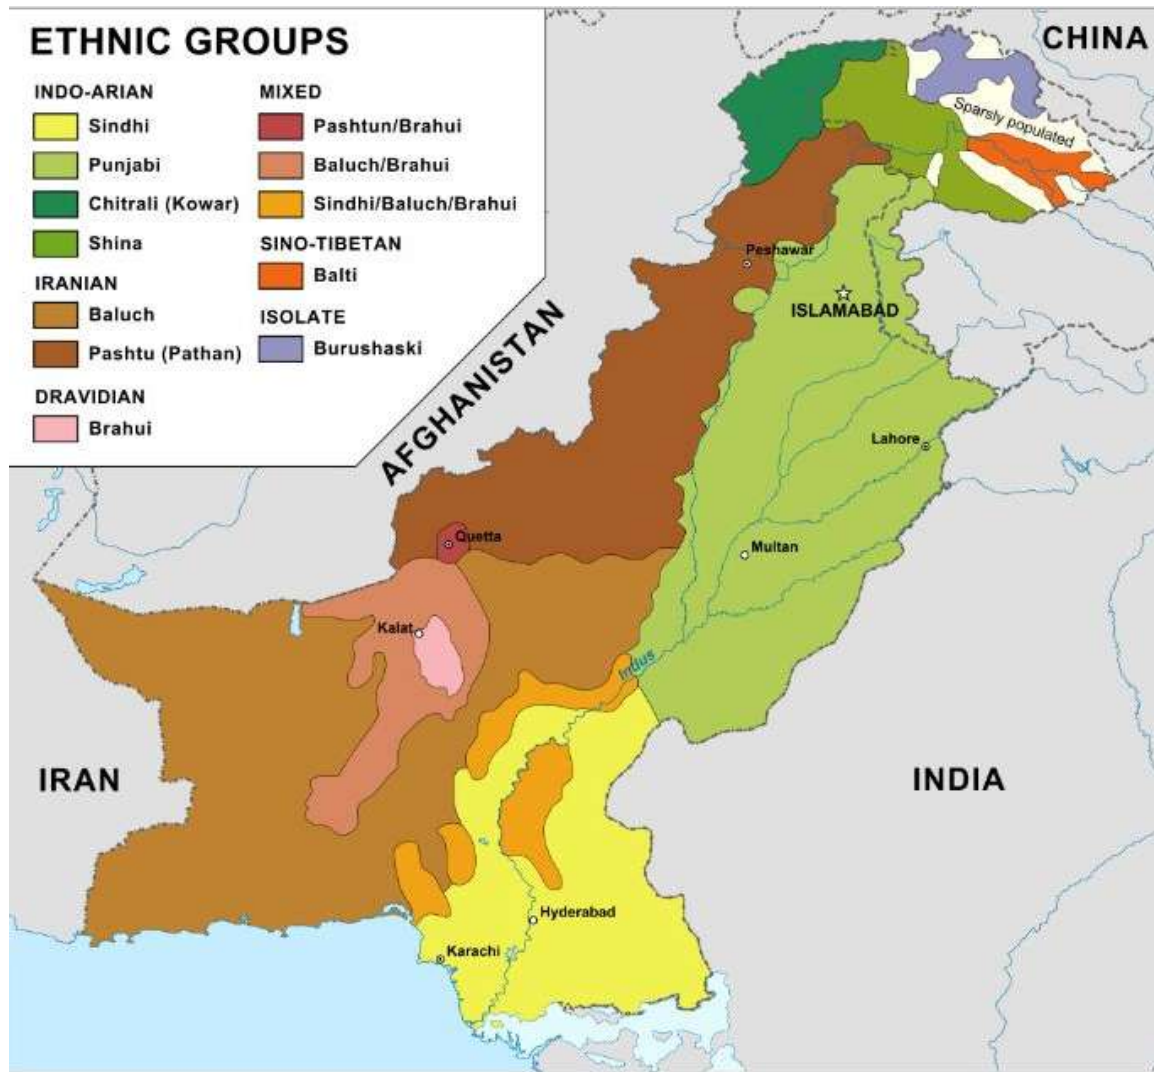 ETHNIC GROUPS
INDO-ARIAN
Sindhi
Punjabi
Chitrali (Kowar)
Shina
IRANIAN
Baluch
Pashtu (Pathan)
DRAVIDIAN
Brahui
MIXED
Pashtun/Brahui
Baluch/Brahui
Sindhi/Baluch/Brahui
SINO-TIBETAN
Balti
ISOLATE
Burushaski
CHINA
Sparsly populated
Peshawar
ISLAMABAD
AFGHANISTAN
Lahore
Quetta
Multan
Kalat
Indus
IRAN
INDIA
Hyderabad
Karachi